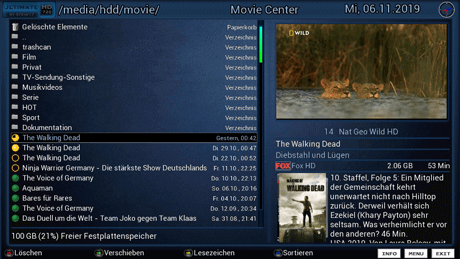 ULTIMATE HD
/media/hdd/movie/ Movie Center Mi, 06.11 2019
Gelöschte Elemente Papierkorb
.. Verzeichnis
trashcan Verzeichnis
Film Verzeichnis
Privat Verzeichnis
TV-Sendung-Sonstige Verzeichnis
Musikvideos Verzeichnis
Serie Verzeichnis
HOT Verzeichnis
Sport Verzeichnis
Dokumentation Verzeichnis
The Walking Dead Gestern, 00:42
The Walking Dead Di. 29.10., 00:47
The Walking Dead Di. 22.10., 00:52
Ninja Warrior Germany - Die stärkste Show Deutschlands Fr. 11.10., 22:25
The Voice of Germany Do. 10.10., 22:13
Aquaman So. 06.10., 20:16
Bares für Rares Fr. 04.10., 20:07
The Voice of Germany Do. 12.09., 20:34
Das Duell um die Welt - Team Joko gegen Team Klaas Sa. 31.08., 21:41
100 GB (21%) Freier Festplattenspeicher
WILD
14 Nat Geo Wild HD
The Walking Dead
Diebstahl und Lügen
FOX Fox HD 2.06 GB 53 Min
WALKING DEAD
10. Staffel, Folge 5: Ein Mitglied
der Gemeinschaft kehrt
unerwartet nicht nach Hilltop
zurück. Derweil verhält sich
Ezekiel (Khary Payton) sehr
seltsam. Was verheimlicht er vor
den anderen? 46 Min.
Löschen Verschieben Lesezeichen Sortieren INFO MENU EXIT